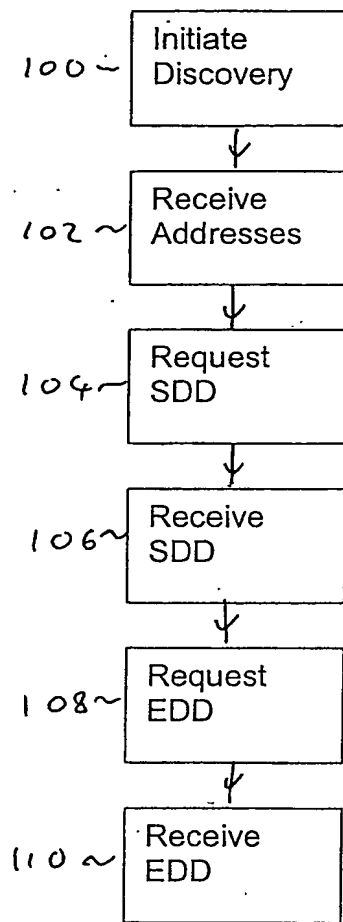 100 ~ Initiate
Discovery
102 ~ Receive
Addresses
104 ~ Request
SDD
106 ~ Receive
SDD
108 ~ Request
EDD
110 ~ Receive
EDD